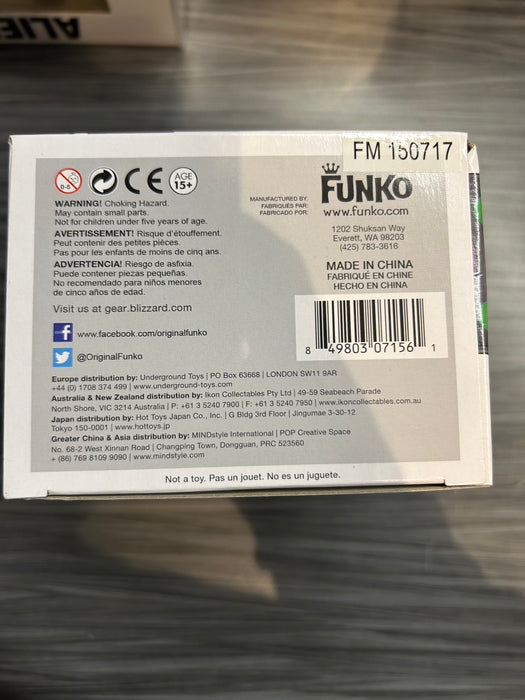 ALIE
FM 150717
0-5
CE
AGE
15+
WARNING! Choking Hazard.
May contain small parts.
Not for children under five years of age.
AVERTISSEMENT! Risque d'étouffement.
Peut contenir des petites pièces.
Pas pour les enfants de moins de cinq ans.
ADVERTENCIA! Riesgo de asfixia.
Puede contener piezas pequeñas.
No recomendado para niños menores
de cinco años de edad.
Visit us at gear.blizzard.com
f www.facebook.com/originalfunko
@OriginalFunko
MANUFACTURED BY:
FABRIQUÉS PAR:
FABRICADO POR:
FUNKO
www.funko.com
1202 Shuksan Way
Everett, WA 98203
(425) 783-3616
MADE IN CHINA
FABRIQUÉ EN CHINE
HECHO EN CHINA
8 49803 07156 1
Europe distribution by: Underground Toys | PO Box 63668 | LONDON SW11 9AR
+44 (0) 1708 374 499 | www.underground-toys.com
Australia & New Zealand distribution by: Ikon Collectables Pty Ltd | 49-59 Seabeach Parade
North Shore, VIC 3214 Australia | P: +61 3 5240 7900 | F: +61 3 5240 7950 | www.ikoncollectables.com.au
Japan distribution by: Hot Toys Japan Co., Inc. | G Bldg 3rd Floor | Jingumae 3-30-12
Tokyo 150-0001 | www.hottoys.jp
Greater China & Asia distribution by: MINDstyle International | POP Creative Space
No. 68-2 West Xinnan Road | Changping Town, Dongguan, PRC 523560
+ (86) 769 8109 9090 | www.mindstyle.com
Not a toy. Pas un jouet. No es un juguete.